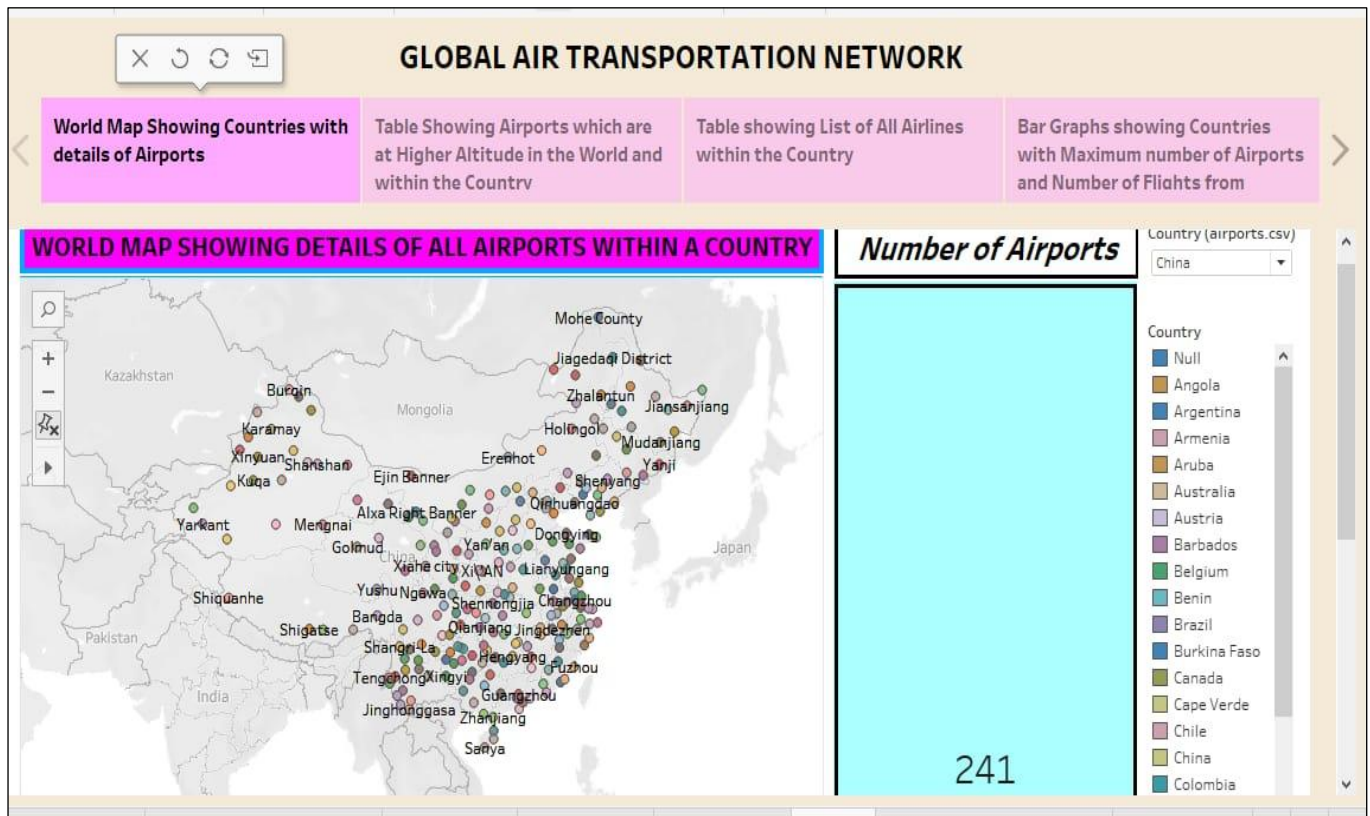 GLOBAL AIR TRANSPORTATION NETWORK
World Map Showing Countries with
details of Airports
Table Showing Airports which are
at Higher Altitude in the World and
within the Country
Table showing List of All Airlines
within the Country
Bar Graphs showing Countries
with Maximum number of Airports
and Number of Flights from
WORLD MAP SHOWING DETAILS OF ALL AIRPORTS WITHIN A COUNTRY
Number of Airports
Country (airports.csv)
China
Mohe County
Jiagedaqi District
Kazakhstan
Burqin
Zhalantun
Mongolia
Jiansanjiang
Karamay
Holingol
Mudanjiang
Xinyuan
Shanshan
Erenhot
Yanji
Kuqa
Ejin Banner
Shenyang
Qinhuangdao
Alxa Right Banner
Yarkant
Mengnai
Dongying
Golmud
Yan'an
Japan
China
Xiahe city
Xi\'AN
Lianyungang
Yushu
Ngawa
Shiquanhe
Shennongjia
Changzhou
Bangda
Shigatse
Qianjiang
Jingdezhen
Pakistan
Shangri-La
Hengyang
Fuzhou
Tengchong
Xingyi
India
Guangzhou
Jinghonggasa
Zhanjiang
Sanya
241
Country
Null
Angola
Argentina
Armenia
Aruba
Australia
Austria
Barbados
Belgium
Benin
Brazil
Burkina Faso
Canada
Cape Verde
Chile
China
Colombia